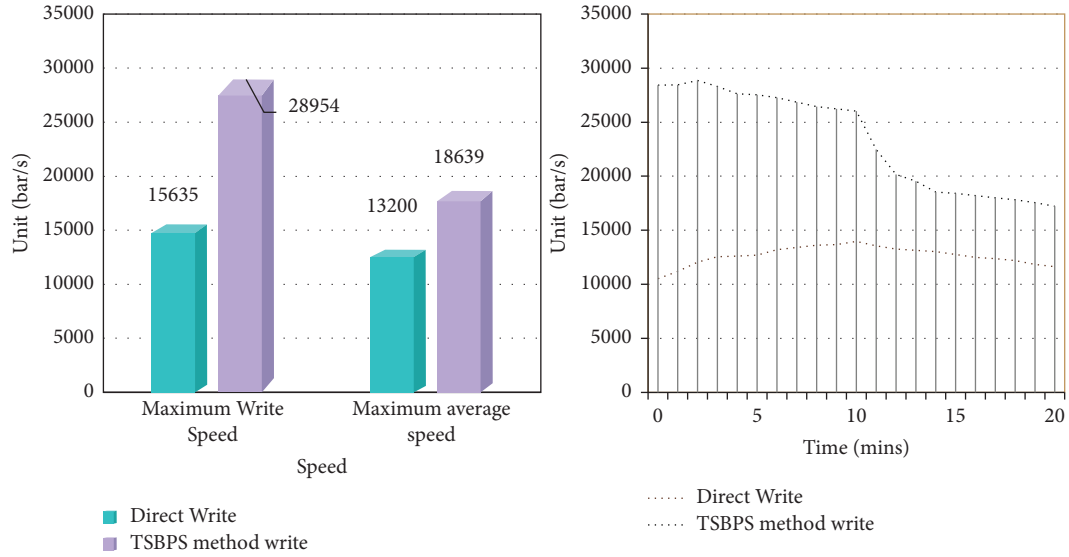 35000
30000
25000
20000
15000
10000
5000
0
Unit (bar/s)
15635
28954
13200
18639
Maximum Write
Speed
Maximum average
speed
Speed
Direct Write
TSBPS method write
35000
30000
25000
20000
15000
10000
5000
0
Unit (bar/s)
0 5 10 15 20
Time (mins)
Direct Write
TSBPS method write